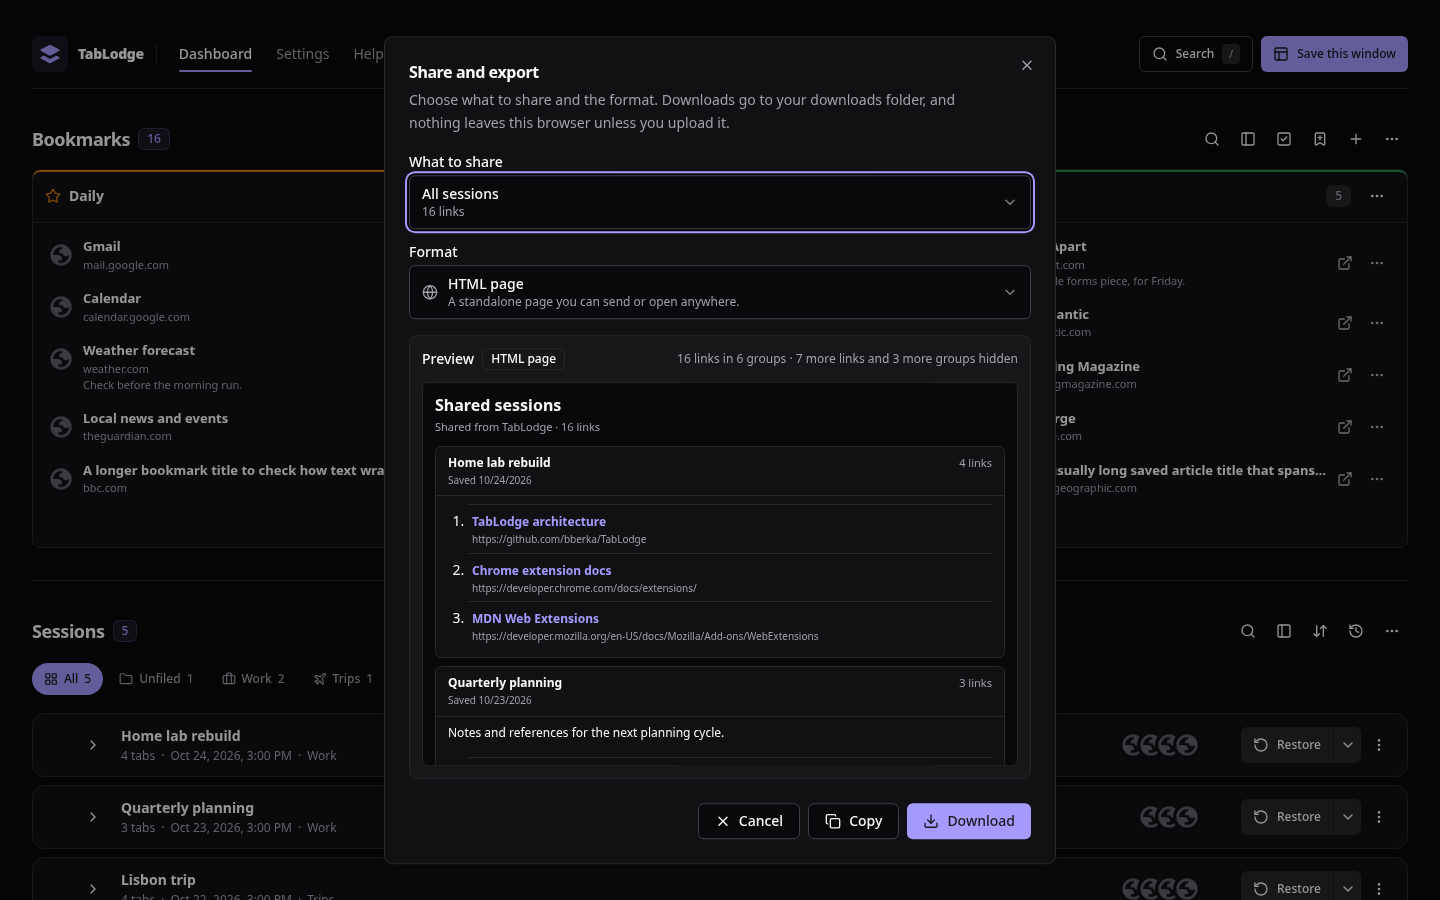 TabLodge
Dashboard
Settings
Help
Search /
Save this window
Bookmarks 16
Daily
Gmail
mail.google.com
Calendar
calendar.google.com
Weather forecast
weather.com
Check before the morning run.
Local news and events
theguardian.com
A longer bookmark title to check how text wra
bbc.com
Share and export
Choose what to share and the format. Downloads go to your downloads folder, and
nothing leaves this browser unless you upload it.
What to share
All sessions
16 links
Format
HTML page
A standalone page you can send or open anywhere.
Preview HTML page 16 links in 6 groups · 7 more links and 3 more groups hidden
Shared sessions
Shared from TabLodge · 16 links
Home lab rebuild 4 links
Saved 10/24/2026
1. TabLodge architecture
https://github.com/bberka/TabLodge
2. Chrome extension docs
https://developer.chrome.com/docs/extensions/
3. MDN Web Extensions
https://developer.mozilla.org/en-US/docs/Mozilla/Add-ons/WebExtensions
Quarterly planning 3 links
Saved 10/23/2026
Notes and references for the next planning cycle.
Cancel
Copy
Download
5
Apart
t.com
le forms piece, for Friday.
antic
tic.com
ing Magazine
gmagazine.com
rge
.com
sually long saved article title that spans...
geographic.com
Sessions 5
All 5
Unfiled 1
Work 2
Trips 1
Home lab rebuild
4 tabs · Oct 24, 2026, 3:00 PM · Work
Restore
Quarterly planning
3 tabs · Oct 23, 2026, 3:00 PM · Work
Restore
Lisbon trip
4 tabs · Oct 22, 2026, 3:00 PM · Trips
Restore